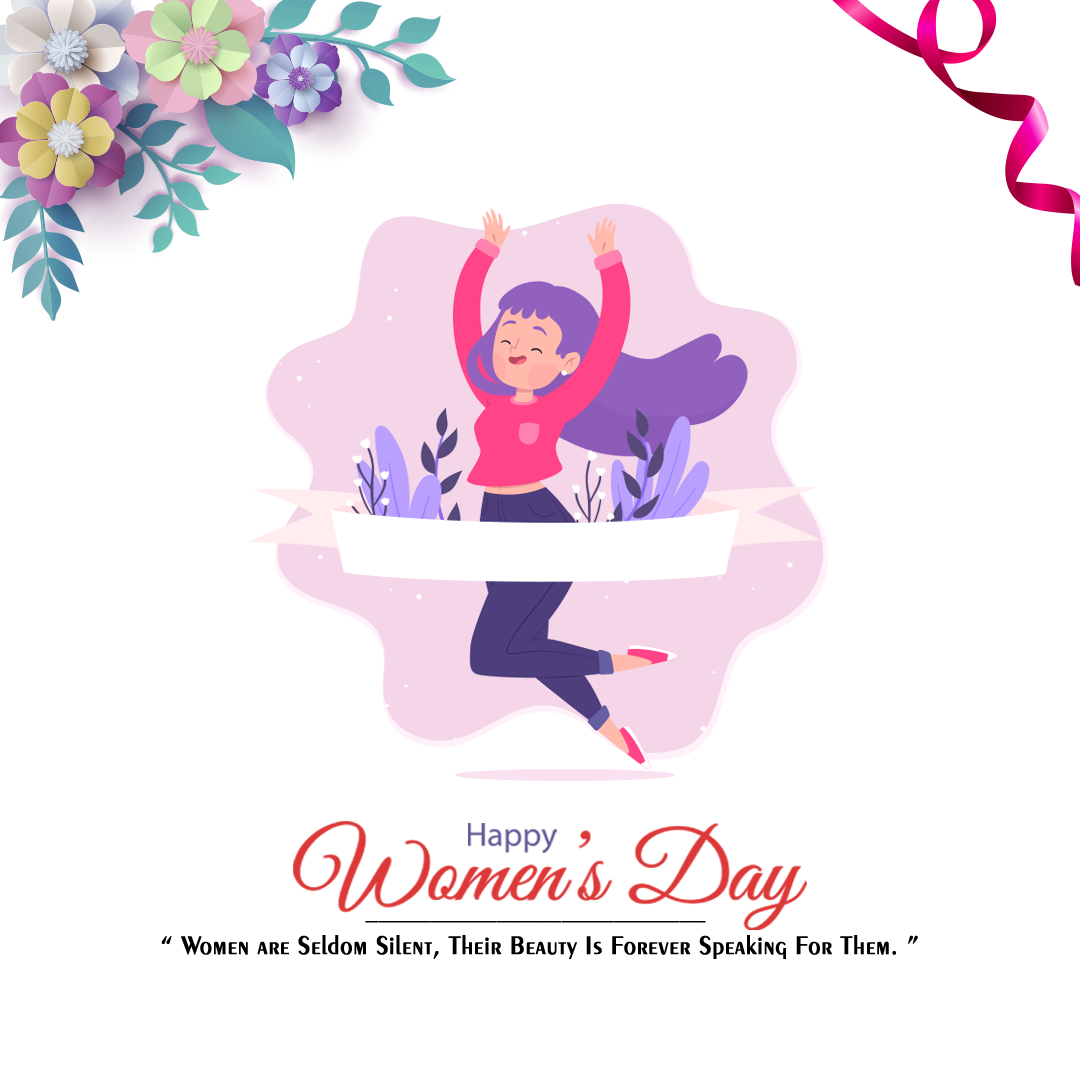 Happy
Women's Day
“ Women are Seldom Silent, Their Beauty Is Forever Speaking For Them. ”